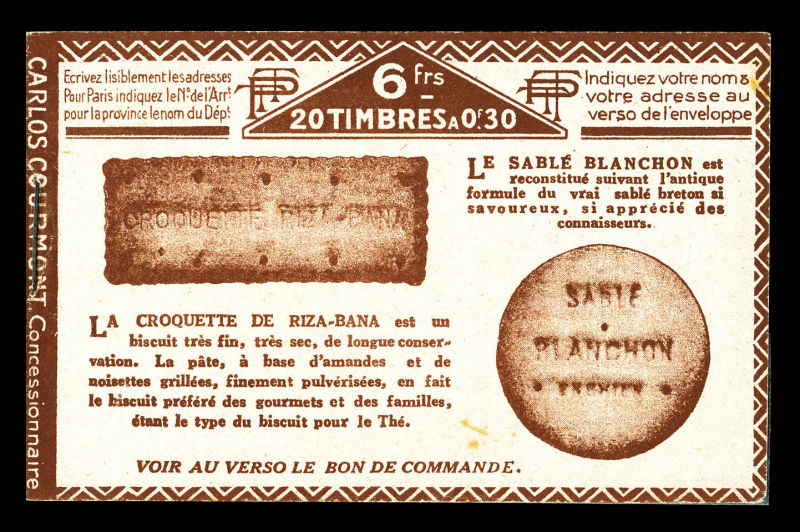 CARLOS COURMONT, Concessionnaire
Ecrivez lisiblement les adresses
Pour Paris indiquez le N° de l'Arrt
pour la province le nom du Dépt
PTT
6 frs
20 TIMBRES A 0F.30
PTT
Indiquez votre nom &
votre adresse au
verso de l'enveloppe
CROQUETTE RIZA-BANA
LE SABLÉ BLANCHON est
reconstitué suivant l'antique
formule du vrai sablé breton si
savoureux, si apprécié des
connaisseurs.
SABLÉ
BLANCHON
LA CROQUETTE DE RIZA-BANA est un
biscuit très fin, très sec, de longue conser-
vation. La pâte, à base d'amandes et de
noisettes grillées, finement pulvérisées, en fait
le biscuit préféré des gourmets et des familles,
étant le type du biscuit pour le Thé.
VOIR AU VERSO LE BON DE COMMANDE.